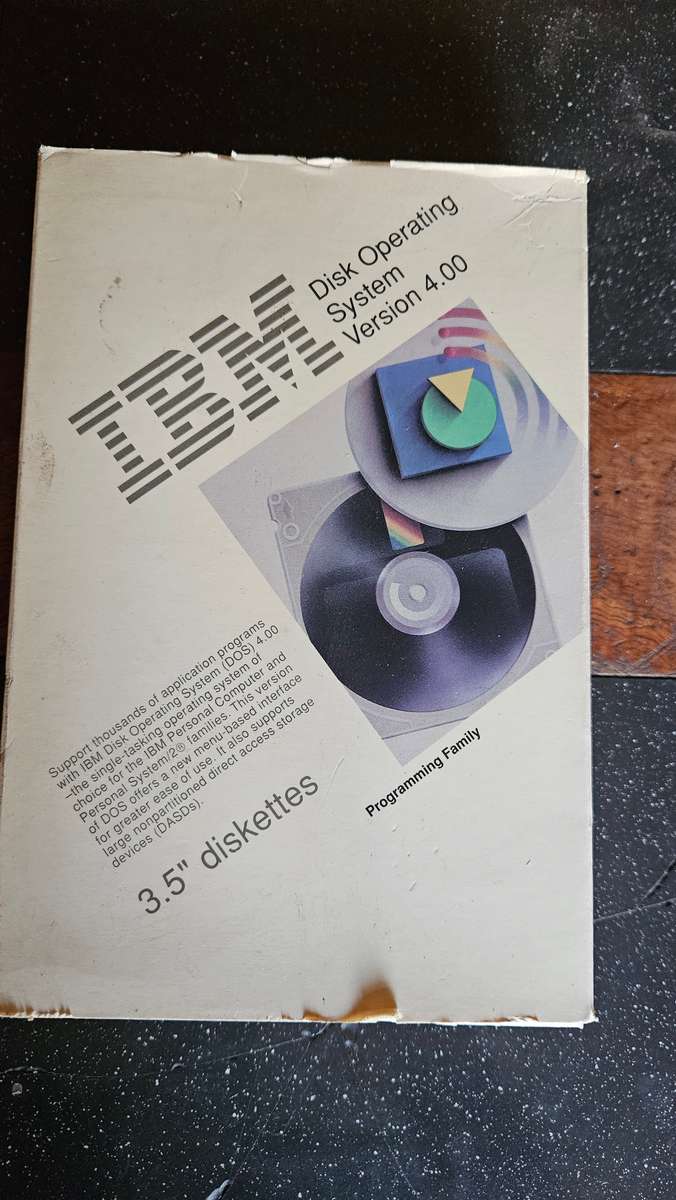 IBM
Disk Operating
System
Version 4.00
Support thousands of application programs
with IBM Disk Operating System (DOS) 4.00
–the single-tasking operating system of
choice for the IBM Personal Computer and
Personal System/2® families. This version
of DOS offers a new menu-based interface
for greater ease of use. It also supports
large nonpartitioned direct access storage
devices (DASDs).
3.5" diskettes
Programming Family